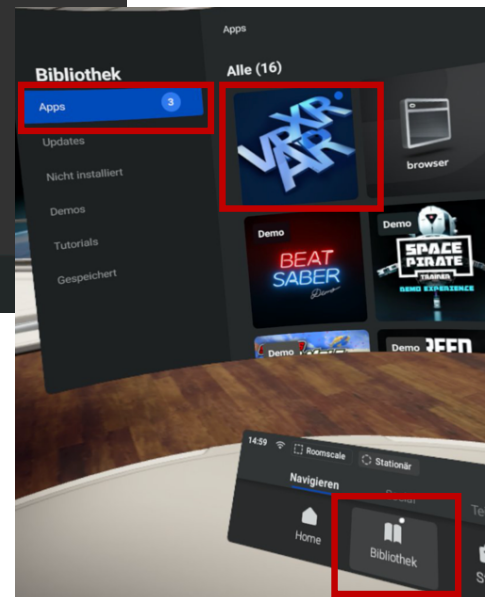 Apps
Bibliothek
Alle (16)
Apps
3
Updates
Nicht installiert
Demos
Tutorials
Gespeichert
VRXR
AR
browser
Demo
BEAT
SABER
Demo
Demo
SPACE
PIRATE
TRAINER
DEMO EXPERIENCE
Demo
Demo
14:59
Roomscale
Stationär
Navigieren
Home
Bibliothek